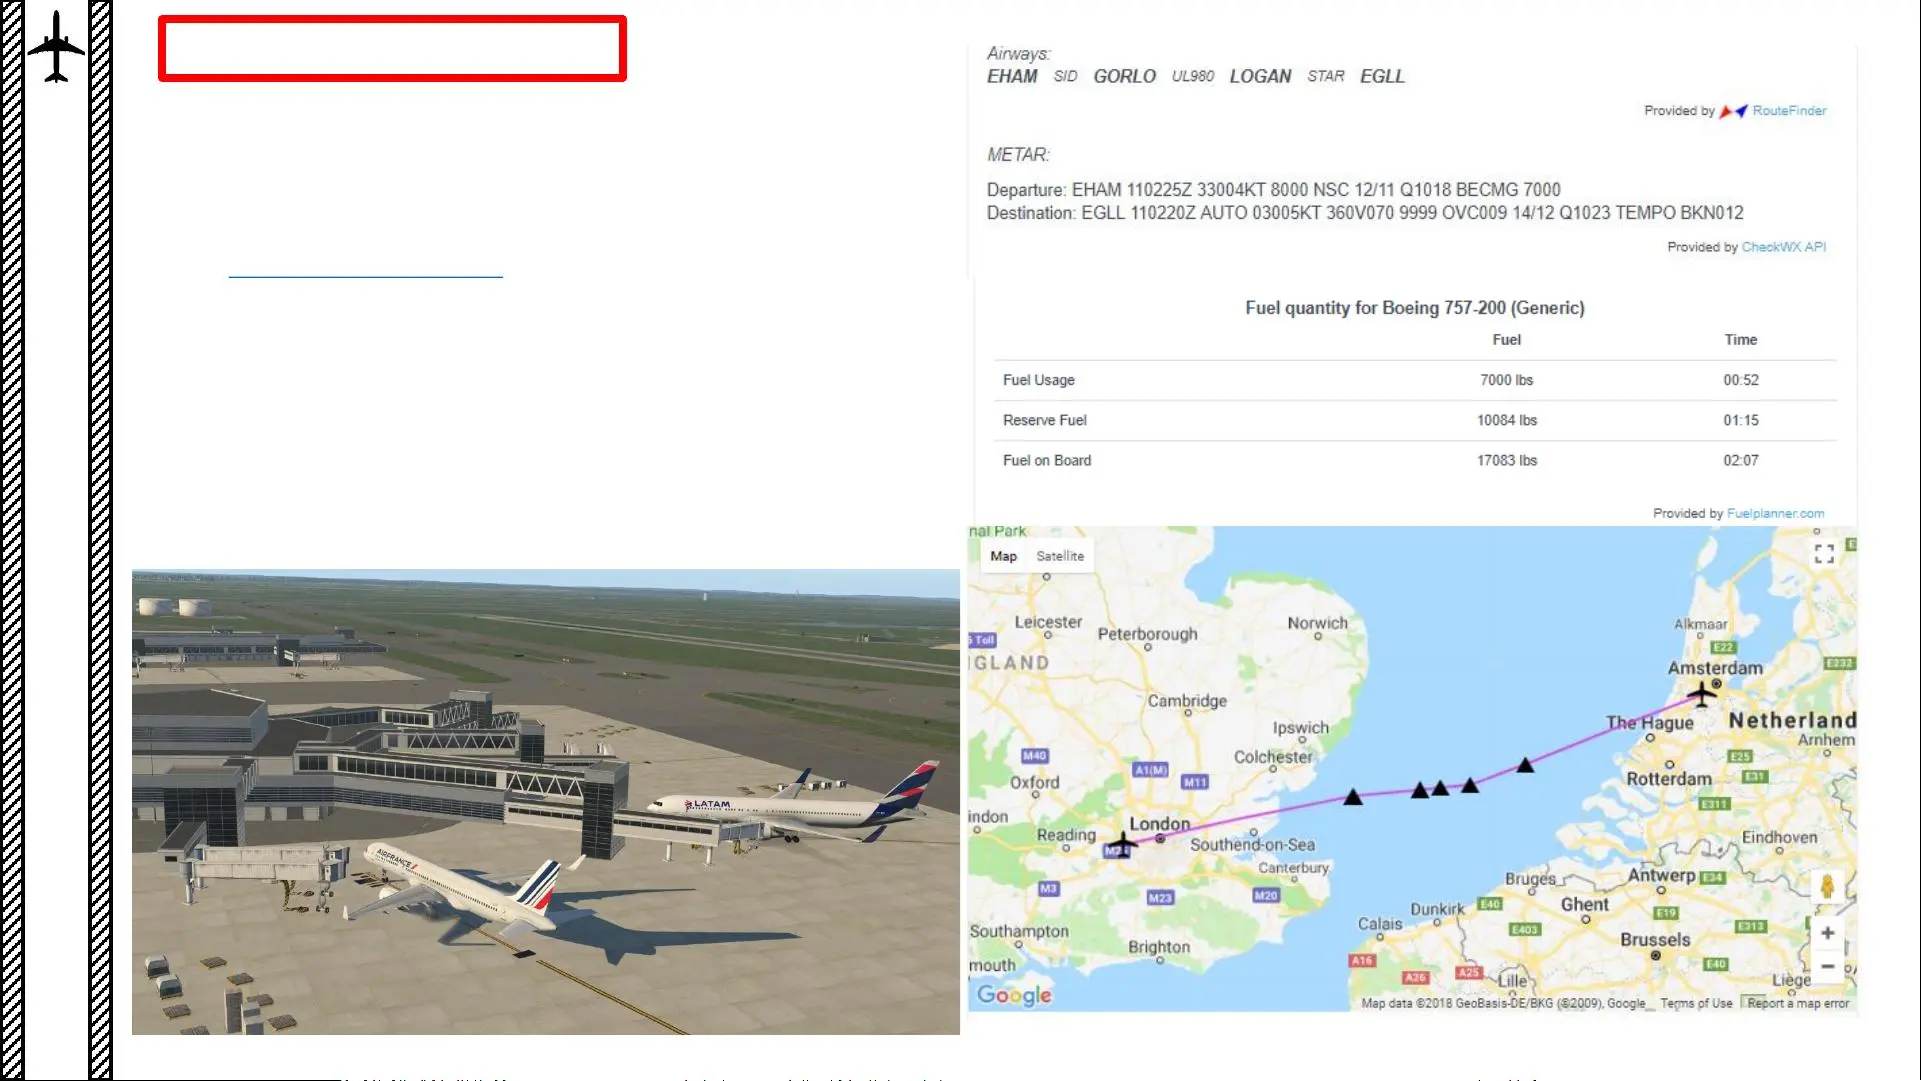 Airways:
EHAM SID GORLO UL980 LOGAN STAR EGLL
Provided by RouteFinder
METAR:
Departure: EHAM 110225Z 33004KT 8000 NSC 12/11 Q1018 BECMG 7000
Destination: EGLL 110220Z AUTO 03005KT 360V070 9999 OVC009 14/12 Q1023 TEMPO BKN012
Provided by CheckWX API
Fuel quantity for Boeing 757-200 (Generic)
Fuel Time
Fuel Usage 7000 lbs 00:52
Reserve Fuel 10084 lbs 01:15
Fuel on Board 17083 lbs 02:07
Provided by Fuelplanner.com
nal Park
Map Satellite
Leicester
Peterborough
Norwich
Alkmaar
E22
6 Toll
IGLAND
Amsterdam
E232
Cambridge
Ipswich
The Hague
Netherland
Arnhem
M40
Colchester
E25
A1(M)
M11
Oxford
Rotterdam
E31
E311
indon
London
Reading
Southend-on-Sea
Eindhoven
Canterbury
M3
M23
M20
Bruges
Antwerp
E34
Ghent
Dunkirk
E40
E19
Calais
E403
E313
Southampton
Brighton
Brussels
mouth
A16
A26
A25
E40
Lille
Liège
Google
Map data ©2018 GeoBasis-DE/BKG (©2009), Google Terms of Use Report a map error
LATAM
AIRFRANCE